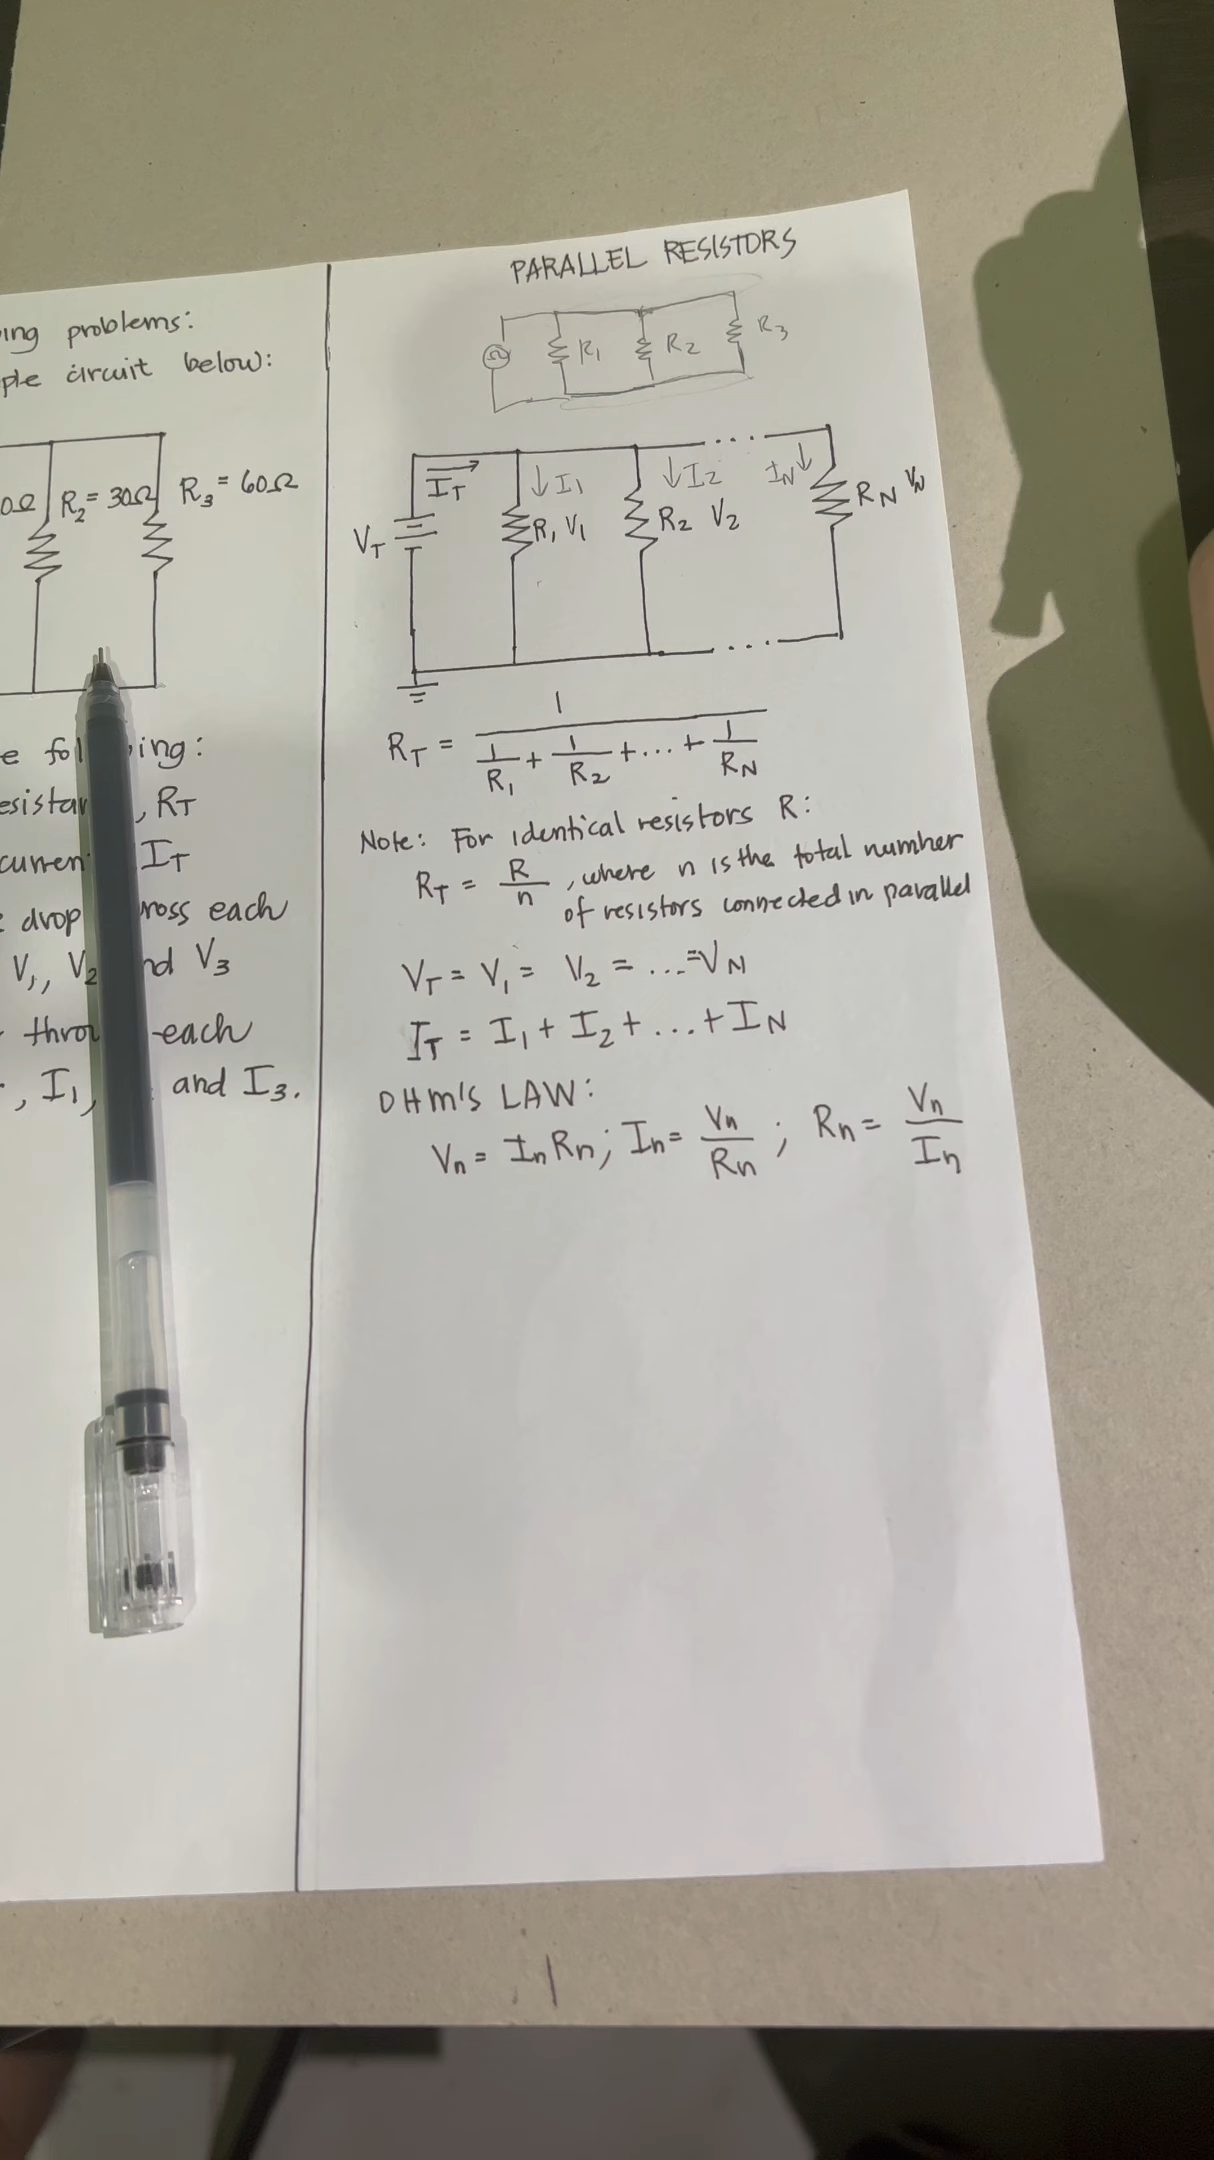 ing problems:
ple circuit below:
0Ω R₂ = 30Ω R₃ = 60Ω
ing:
, RT
IT
drop ross each
V₁, V₂ nd V₃
each
, I₁, and I₃.
PARALLEL RESISTORS
Ω R₁ R₂ R₃
IT ↓I₁ ↓I₂ ... IN↓
VT R₁ V₁ R₂ V₂ RN VN
...
RT = 1 / (1/R₁ + 1/R₂ + ... + 1/RN)
Note: For identical resistors R:
RT = R/n , where n is the total number
of resistors connected in parallel
VT = V₁ = V₂ = ... = VN
IT = I₁ + I₂ + ... + IN
OHM'S LAW:
Vn = InRn; In = Vn/Rn ; Rn = Vn/In